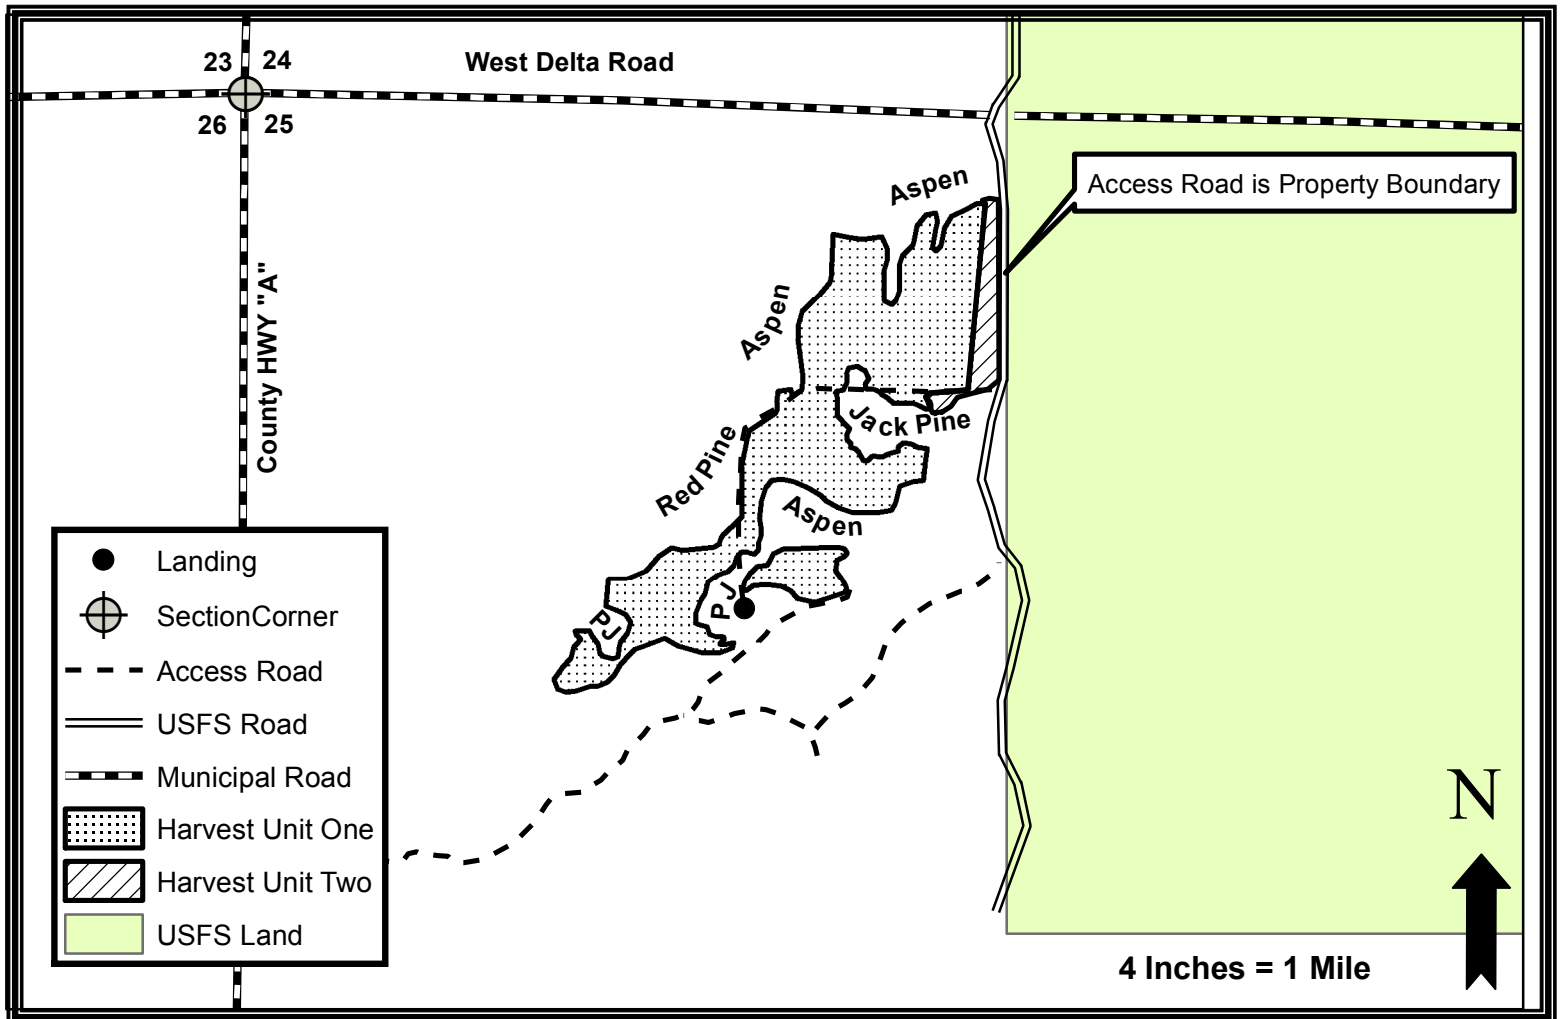 23 24
West Delta Road
26 25
Aspen
Access Road is Property Boundary
County HWY "A"
Aspen
Jack Pine
Red Pine
Aspen
PJ
PJ
Landing
SectionCorner
Access Road
USFS Road
Municipal Road
Harvest Unit One
Harvest Unit Two
USFS Land
N
4 Inches = 1 Mile